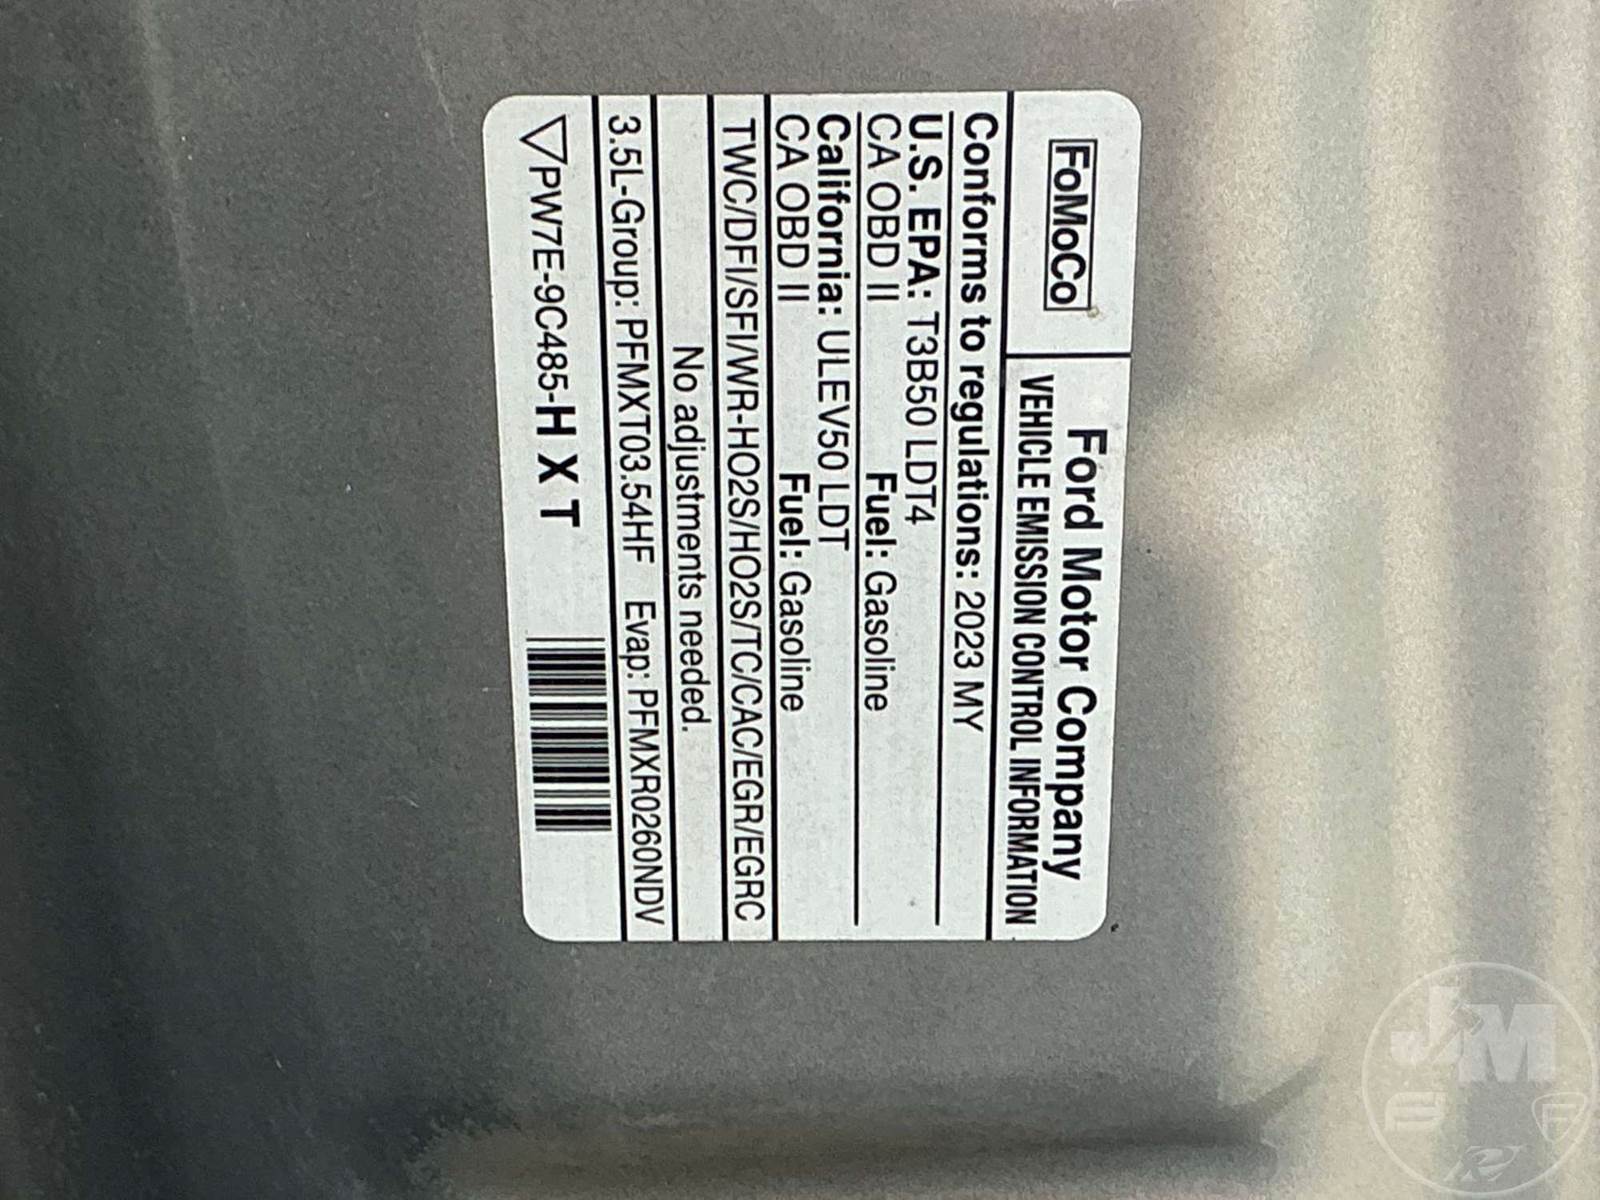 FoMoCo
Ford Motor Company
VEHICLE EMISSION CONTROL INFORMATION
Conforms to regulations: 2023 MY
U.S. EPA: T3B50 LDT4
CA OBD II Fuel: Gasoline
California: ULEV50 LDT
CA OBD II Fuel: Gasoline
TWC/DFI/SFI/WR-HO2S/HO2S/TC/CAC/EGR/EGRC
No adjustments needed.
3.5L-Group: PFMXT03.54HF Evap: PFMXR0260NDV
PW7E-9C485-H X T
JM